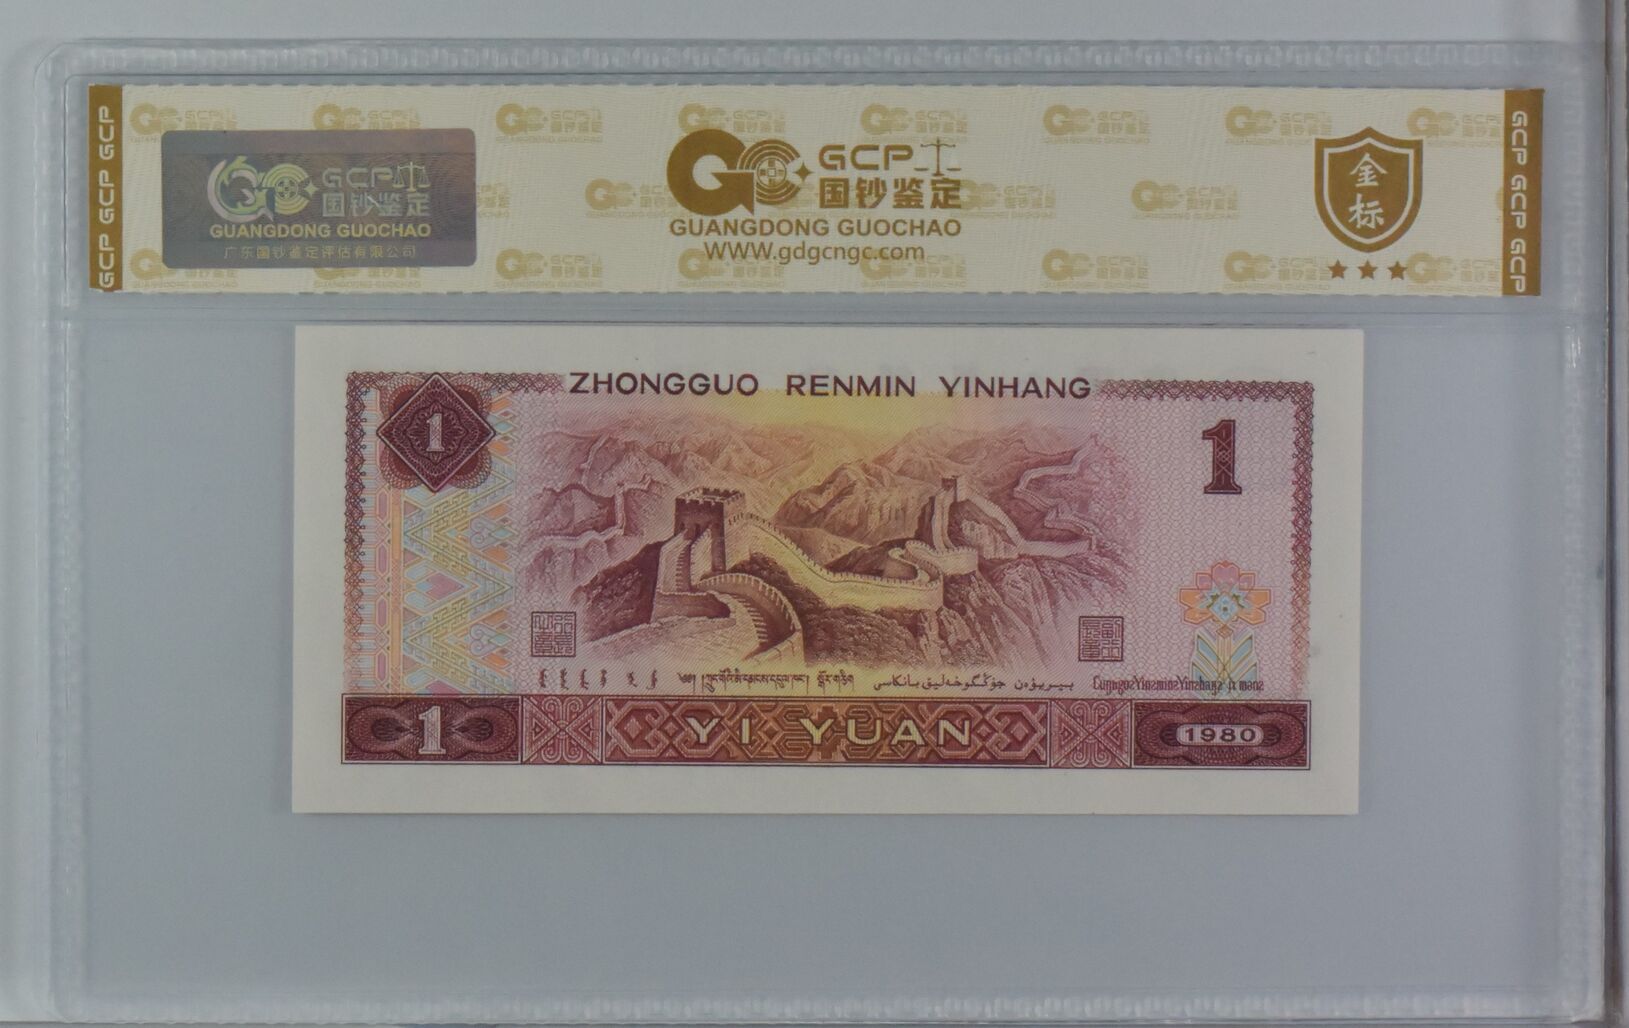 GCP GCP GCP
GCP
国钞鉴定
GUANGDONG GUOCHAO
广东国钞鉴定评估有限公司
GCP
国钞鉴定
GUANGDONG GUOCHAO
WWW.gdgcngc.com
金
标
GCP GCP GCP
ZHONGGUO RENMIN YINHANG
1
1
1
YI YUAN
1980